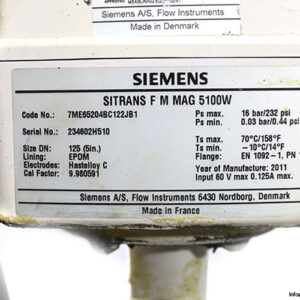 Siemens A/S, Flow Instruments
Made in Denmark
SIEMENS
SITRANS F M MAG 5100W
Code No.: 7ME65204BC122JB1 Ps max. 16 bar/232 psi
Ps min. 0.03 bar/0.44 psi
Serial No.: 234602H510
Ts max. 70°C/158°F
Size DN: 125 (5in.) Ts min. −10°C/14°F
Lining: EPDM Flange: EN 1092-1, PN 1
Electrodes: Hastelloy C
Cal Factor: 9.980591 Year of Manufacture: 2011
Input 60 V max 0.125A max.
Siemens A/S, Flow Instruments 6430 Nordborg, Denmark
Made in France